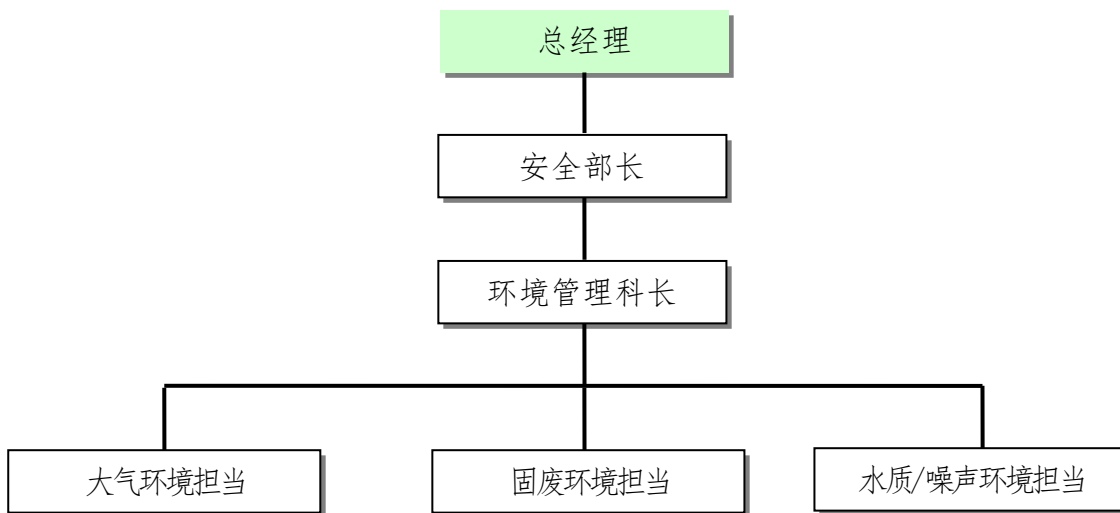 总经理
安全部长
环境管理科长
大气环境担当
固废环境担当
水质/噪声环境担当